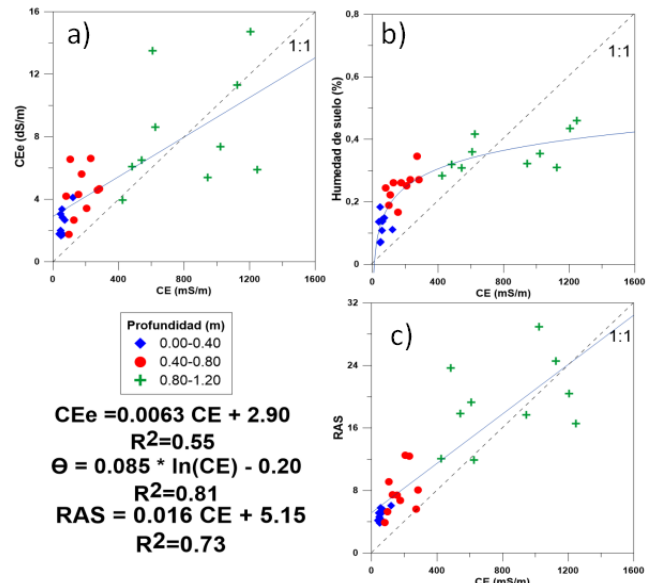 a)
1:1
CEe (dS/m)
16
12
8
4
0
0 400 800 1200 1600
CE (mS/m)
b)
1:1
Humedad de suelo (%)
0,8
0,6
0,4
0,2
0
0 400 800 1200 1600
CE (mS/m)
Profundidad (m)
0.00-0.40
0.40-0.80
0.80-1.20
CEe =0.0063 CE + 2.90
R2=0.55
Ɵ = 0.085 * ln(CE) - 0.20
R2=0.81
RAS = 0.016 CE + 5.15
R2=0.73
c)
1:1
RAS
32
24
16
8
0
0 400 800 1200 1600
CE (mS/m)